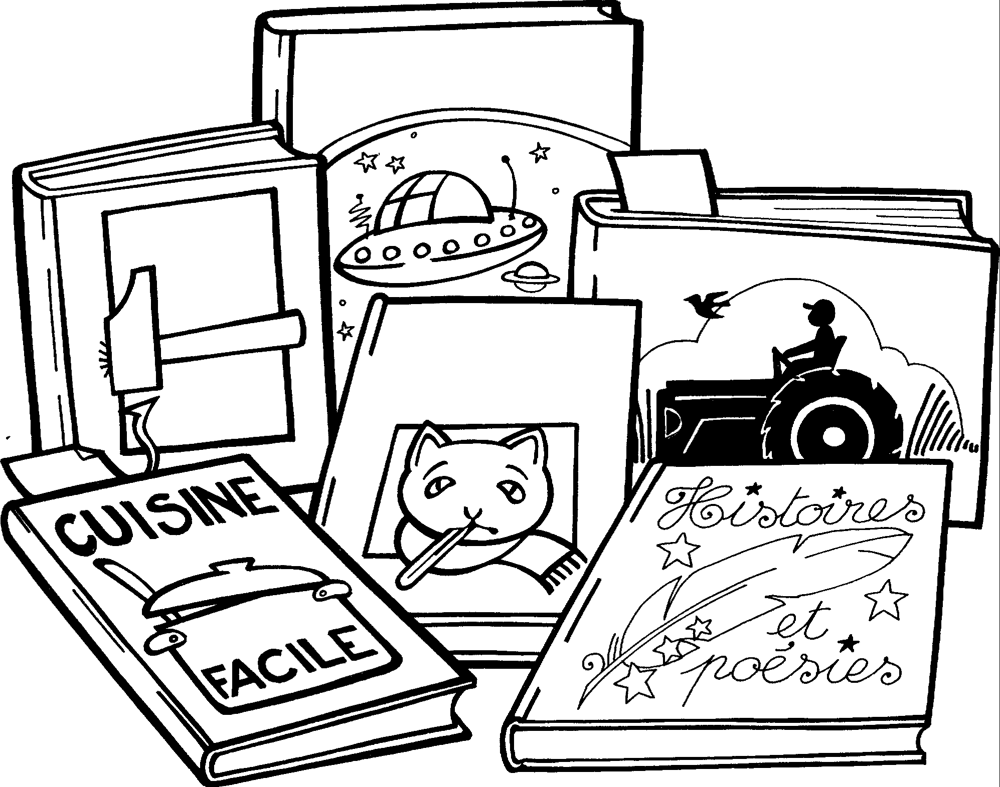 CUISINE
FACILE
Histoires
et
poésies